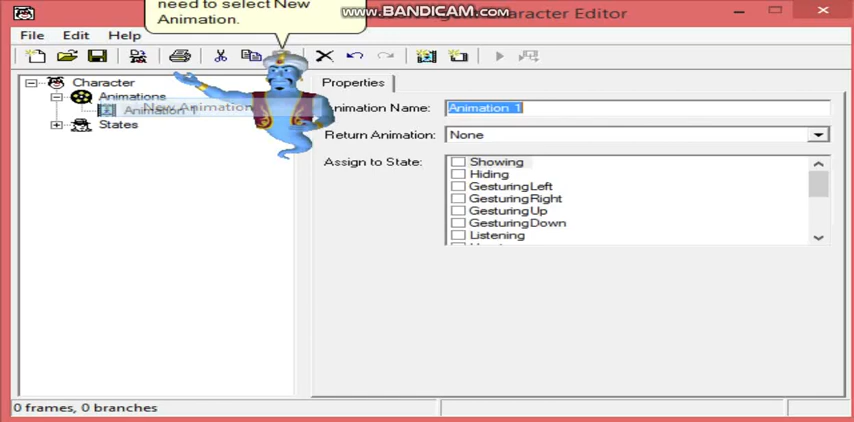 need to select New
Animation.
www.BANDICAM.com
Character Editor
File Edit Help
Character
Animations
New Animation
Animation 1
States
Properties
Animation Name: Animation 1
Return Animation: None
Assign to State:
Showing
Hiding
GesturingLeft
GesturingRight
GesturingUp
GesturingDown
Listening
0 frames, 0 branches